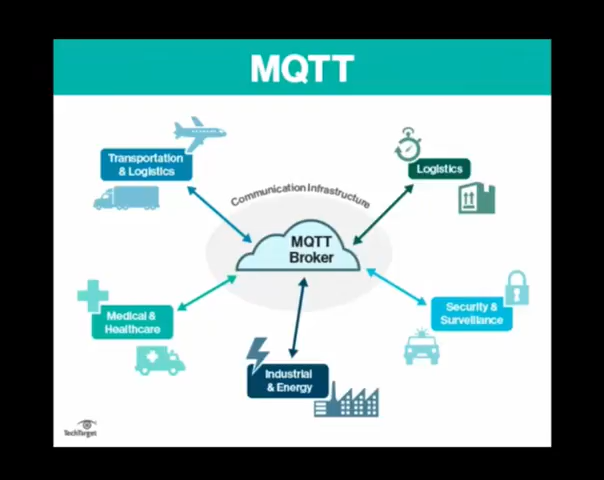 MQTT
Transportation
& Logistics
Communication Infrastructure
Logistics
MQTT
Broker
Medical &
Healthcare
Security &
Surveillance
Industrial
& Energy
TechTarget